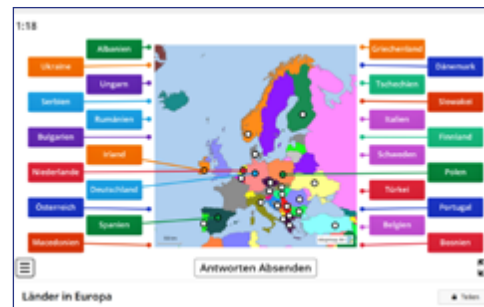 1:18
Albanien
Griechenland
Ukraine
Dänemark
Ungarn
Tschechien
Serbien
Slowakei
Rumänien
Italien
Bulgarien
Finnland
Irland
Schweden
Niederlande
Polen
Deutschland
Türkei
Österreich
Portugal
Spanien
Belgien
Macedonien
Bosnien
Antworten Absenden
Länder in Europa
Teilen